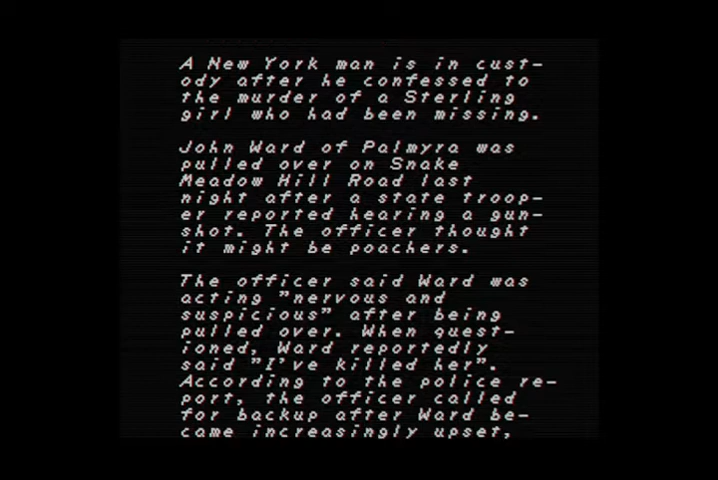 A New York man is in cust-
ody after he confessed to
the murder of a Sterling
girl who had been missing.
John Ward of Palmyra was
pulled over on Snake
Meadow Hill Road last
night after a state troop-
er reported hearing a gun-
shot. The officer thought
it might be poachers.
The officer said Ward was
acting "nervous and
suspicious" after being
pulled over. When quest-
ioned, Ward reportedly
said "I've killed her".
According to the police re-
port, the officer called
for backup after Ward be-
came increasingly upset,